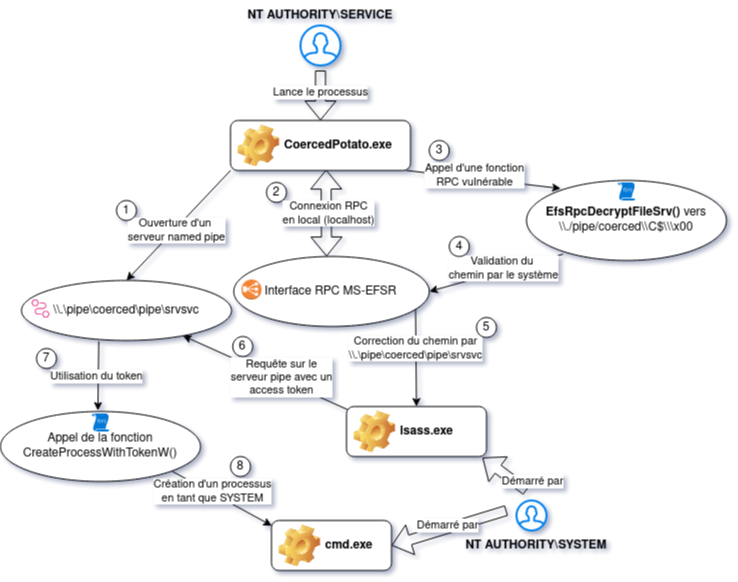 NT AUTHORITY\SERVICE
Lance le processus
CoercedPotato.exe
3
Appel d'une fonction
RPC vulnérable
2
Connexion RPC
en local (localhost)
1
Ouverture d'un
serveur named pipe
EfsRpcDecryptFileSrv() vers
\\./pipe/coerced\\C$\\\x00
4
Validation du
chemin par le système
Interface RPC MS-EFSR
\\.\pipe\coerced\pipe\srvsvc
5
Correction du chemin par
\\.\pipe\coerced\pipe\srvsvc
6
Requête sur le
serveur pipe avec un
access token
7
Utilisation du token
lsass.exe
Appel de la fonction
CreateProcessWithTokenW()
8
Création d'un processus
en tant que SYSTEM
Démarré par
Démarré par
cmd.exe
NT AUTHORITY\SYSTEM